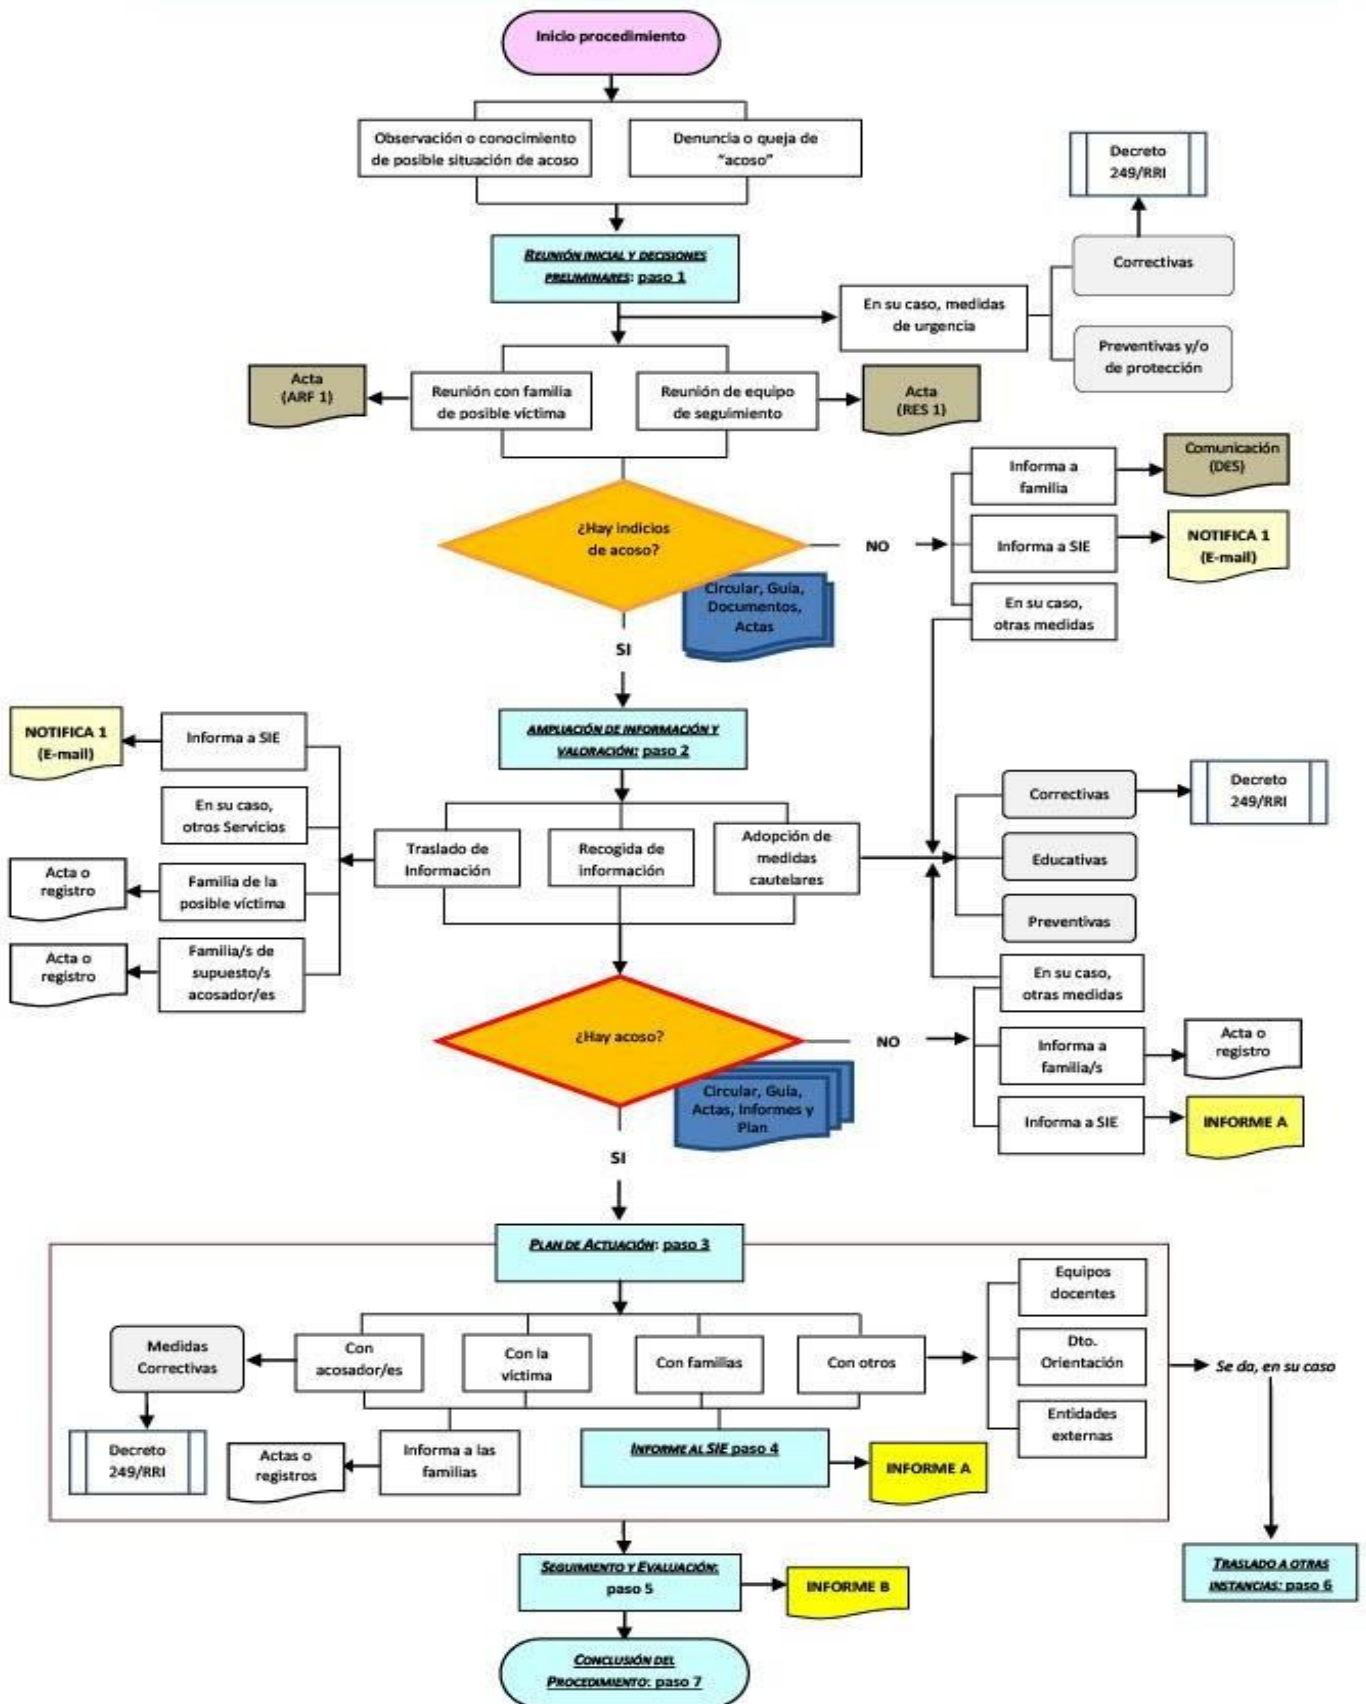 Inicio procedimiento
Observación o conocimiento
de posible situación de acoso
Denuncia o queja de
"acoso"
Decreto
249/RRI
REUNIÓN INICIAL Y DECISIONES
PRELIMINARES: paso 1
Correctivas
En su caso, medidas
de urgencia
Preventivas y/o
de protección
Acta
(ARF 1)
Reunión con familia
de posible víctima
Reunión de equipo
de seguimiento
Acta
(RES 1)
Informa a
familia
Comunicación
(DES)
¿Hay indicios
de acoso?
NO
Informa a SIE
NOTIFICA 1
(E-mail)
Circular, Guía,
Documentos,
Actas
En su caso,
otras medidas
SI
AMPLIACIÓN DE INFORMACIÓN Y
VALORACIÓN: paso 2
NOTIFICA 1
(E-mail)
Informa a SIE
En su caso,
otros Servicios
Acta o
registro
Familia de la
posible víctima
Acta o
registro
Familia/s de
supuesto/s
acosador/es
Traslado de
Información
Recogida de
información
Adopción de
medidas
cautelares
Correctivas
Decreto
249/RRI
Educativas
Preventivas
En su caso,
otras medidas
¿Hay acoso?
NO
Informa a
familia/s
Acta o
registro
Circular, Guía,
Actas, Informes y
Plan
Informa a SIE
INFORME A
SI
PLAN DE ACTUACIÓN: paso 3
Medidas
Correctivas
Con
acosador/es
Con la
víctima
Con familias
Con otros
Equipos
docentes
Dto.
Orientación
Entidades
externas
Se da, en su caso
Decreto
249/RRI
Actas o
registros
Informa a las
familias
INFORME AL SIE paso 4
INFORME A
SEGUIMIENTO Y EVALUACIÓN:
paso 5
INFORME B
TRASLADO A OTRAS
INSTANCIAS: paso 6
CONCLUSIÓN DEL
PROCEDIMIENTO: paso 7